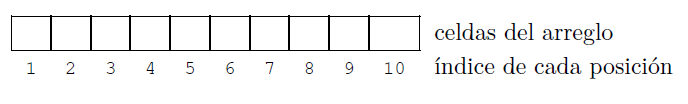 celdas del arreglo
1 2 3 4 5 6 7 8 9 10 índice de cada posición